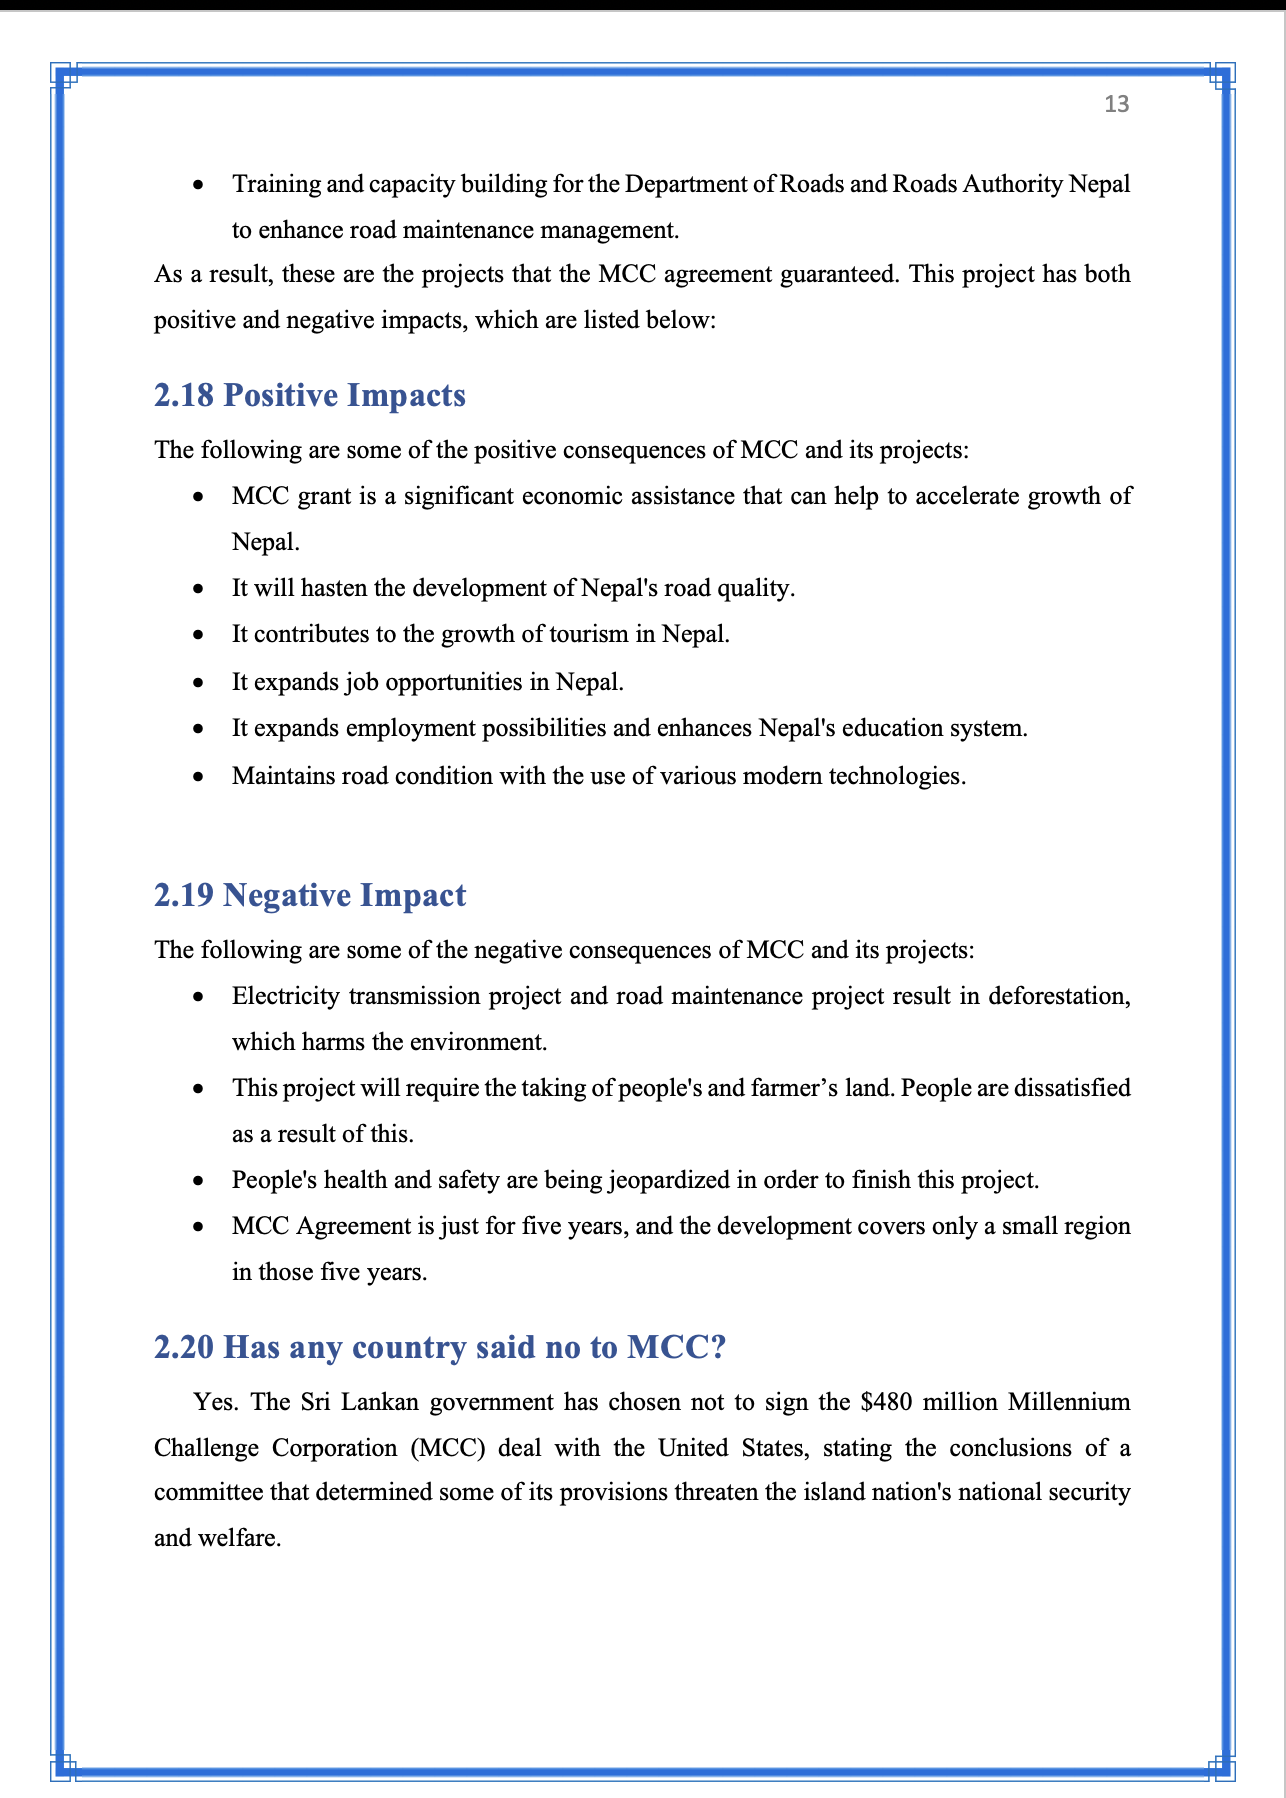 13
• Training and capacity building for the Department of Roads and Roads Authority Nepal
to enhance road maintenance management.
As a result, these are the projects that the MCC agreement guaranteed. This project has both
positive and negative impacts, which are listed below:
2.18 Positive Impacts
The following are some of the positive consequences of MCC and its projects:
• MCC grant is a significant economic assistance that can help to accelerate growth of
Nepal.
• It will hasten the development of Nepal's road quality.
• It contributes to the growth of tourism in Nepal.
• It expands job opportunities in Nepal.
• It expands employment possibilities and enhances Nepal's education system.
• Maintains road condition with the use of various modern technologies.
2.19 Negative Impact
The following are some of the negative consequences of MCC and its projects:
• Electricity transmission project and road maintenance project result in deforestation,
which harms the environment.
• This project will require the taking of people's and farmer’s land. People are dissatisfied
as a result of this.
• People's health and safety are being jeopardized in order to finish this project.
• MCC Agreement is just for five years, and the development covers only a small region
in those five years.
2.20 Has any country said no to MCC?
Yes. The Sri Lankan government has chosen not to sign the $480 million Millennium
Challenge Corporation (MCC) deal with the United States, stating the conclusions of a
committee that determined some of its provisions threaten the island nation's national security
and welfare.